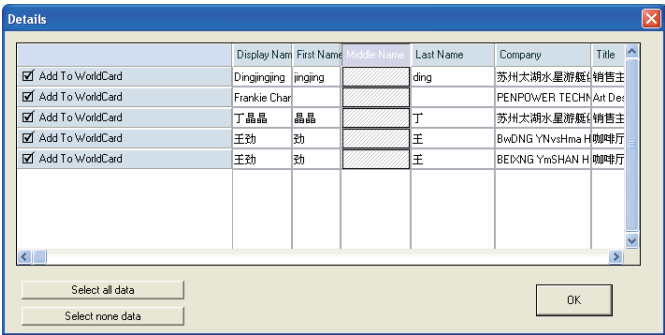 Details
Display Nam First Name Middle Name Last Name Company Title
Add To WorldCard Dingjingjing jingjing ding 苏州太湖水星游艇 销售主
Add To WorldCard Frankie Char PENPOWER TECHN Art Des
Add To WorldCard 丁晶晶 晶晶 丁 苏州太湖水星游艇 销售主
Add To WorldCard 王劲 劲 王 BwDNG YNvsHma H 咖啡厅
Add To WorldCard 王劲 劲 王 BEIXNG YmSHAN H 咖啡厅
Select all data
OK
Select none data